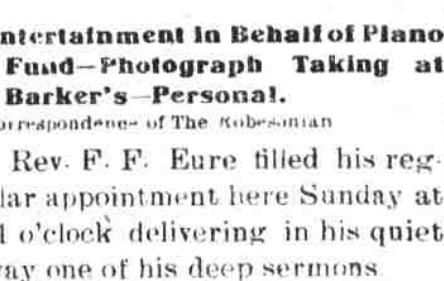 ntertainment in Behalf of Piano
Fund—Photograph Taking at
Barker's—Personal.
orrespondence of The Robesonian
Rev. F. F. Eure filled his reg-
lar appointment here Sunday at
o'clock delivering in his quiet
ay one of his deep sermons